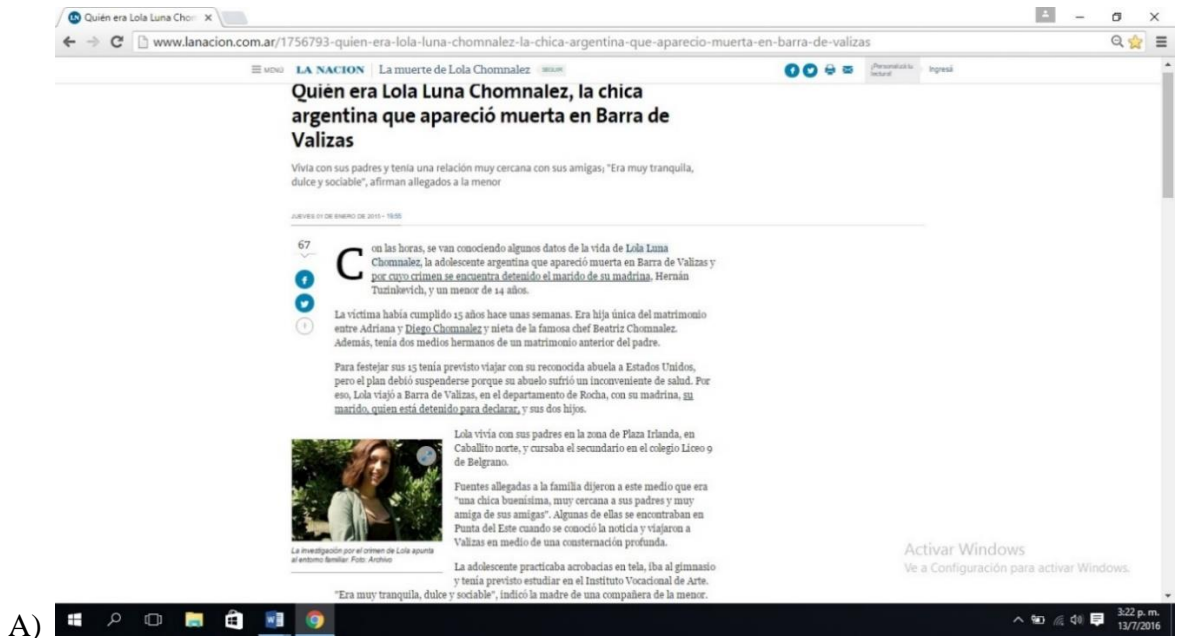 Quién era Lola Luna Chom
www.lanacion.com.ar/1756793-quien-era-lola-luna-chomnalez-la-chica-argentina-que-aparecio-muerta-en-barra-de-valizas
MENÚ LA NACION La muerte de Lola Chomnalez SEGUIR ¡Personalizá tu lectura! Ingresá
Quién era Lola Luna Chomnalez, la chica
argentina que apareció muerta en Barra de
Valizas
Vivía con sus padres y tenía una relación muy cercana con sus amigas; "Era muy tranquila,
dulce y sociable", afirman allegados a la menor
JUEVES 01 DE ENERO DE 2015 • 18:55
67
Con las horas, se van conociendo algunos datos de la vida de Lola Luna
Chomnalez, la adolescente argentina que apareció muerta en Barra de Valizas y
por cuyo crimen se encuentra detenido el marido de su madrina, Hernán
Tuzinkevich, y un menor de 14 años.
La víctima había cumplido 15 años hace unas semanas. Era hija única del matrimonio
entre Adriana y Diego Chomnalez y nieta de la famosa chef Beatriz Chomnalez.
Además, tenía dos medios hermanos de un matrimonio anterior del padre.
Para festejar sus 15 tenía previsto viajar con su reconocida abuela a Estados Unidos,
pero el plan debió suspenderse porque su abuelo sufrió un inconveniente de salud. Por
eso, Lola viajó a Barra de Valizas, en el departamento de Rocha, con su madrina, su
marido, quien está detenido para declarar, y sus dos hijos.
Lola vivía con sus padres en la zona de Plaza Irlanda, en
Caballito norte, y cursaba el secundario en el colegio Liceo 9
de Belgrano.
Fuentes allegadas a la familia dijeron a este medio que era
"una chica buenísima, muy cercana a sus padres y muy
amiga de sus amigas". Algunas de ellas se encontraban en
Punta del Este cuando se conoció la noticia y viajaron a
Valizas en medio de una consternación profunda.
La investigación por el crimen de Lola apunta
al entorno familiar. Foto: Archivo
La adolescente practicaba acrobacias en tela, iba al gimnasio
y tenía previsto estudiar en el Instituto Vocacional de Arte.
"Era muy tranquila, dulce y sociable", indicó la madre de una compañera de la menor.
Activar Windows
Ve a Configuración para activar Windows.
3:22 p. m.
13/7/2016
A)